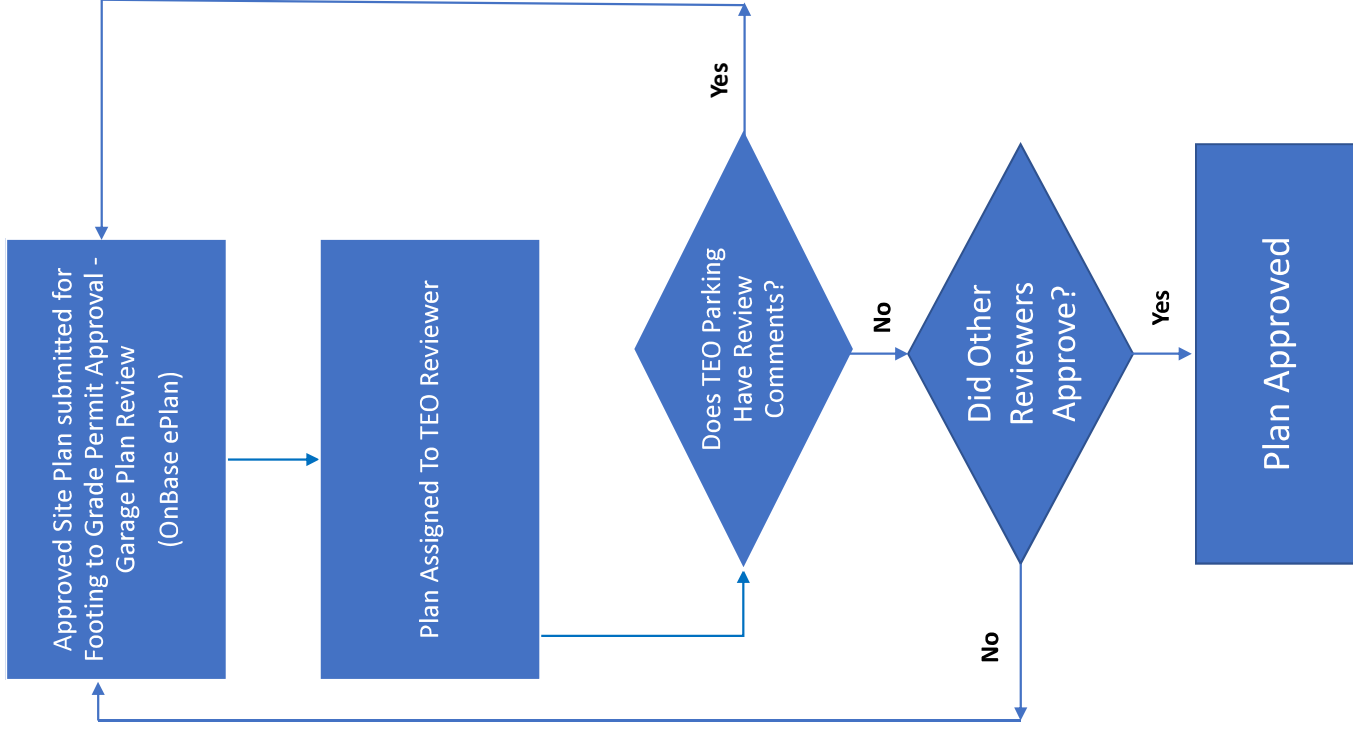 Approved Site Plan submitted for
Footing to Grade Permit Approval -
Garage Plan Review
(OnBase ePlan)
Plan Assigned To TEO Reviewer
Does TEO Parking
Have Review
Comments?
Yes
No
Did Other
Reviewers
Approve?
No
Yes
Plan Approved